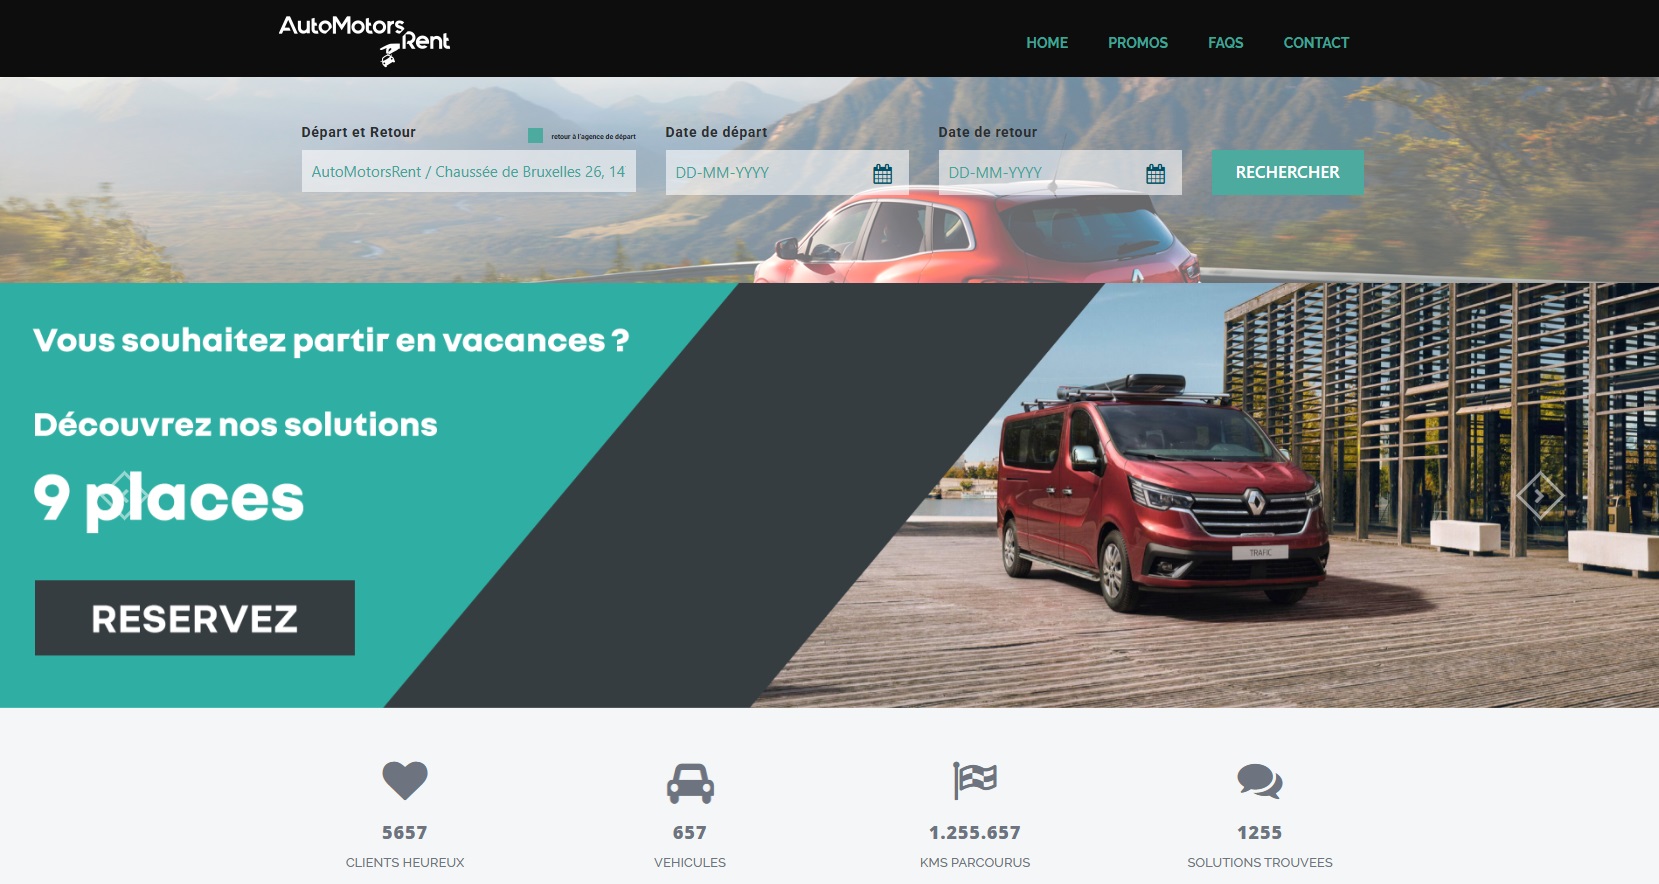 AutoMotors
Rent
HOME PROMOS FAQS CONTACT
Départ et Retour
retour à l'agence de départ
Date de départ
Date de retour
AutoMotorsRent / Chaussée de Bruxelles 26, 14
DD-MM-YYYY
DD-MM-YYYY
RECHERCHER
Vous souhaitez partir en vacances ?
Découvrez nos solutions
9 places
RESERVEZ
TRAFIC
5657
CLIENTS HEUREUX
657
VEHICULES
1.255.657
KMS PARCOURUS
1255
SOLUTIONS TROUVEES